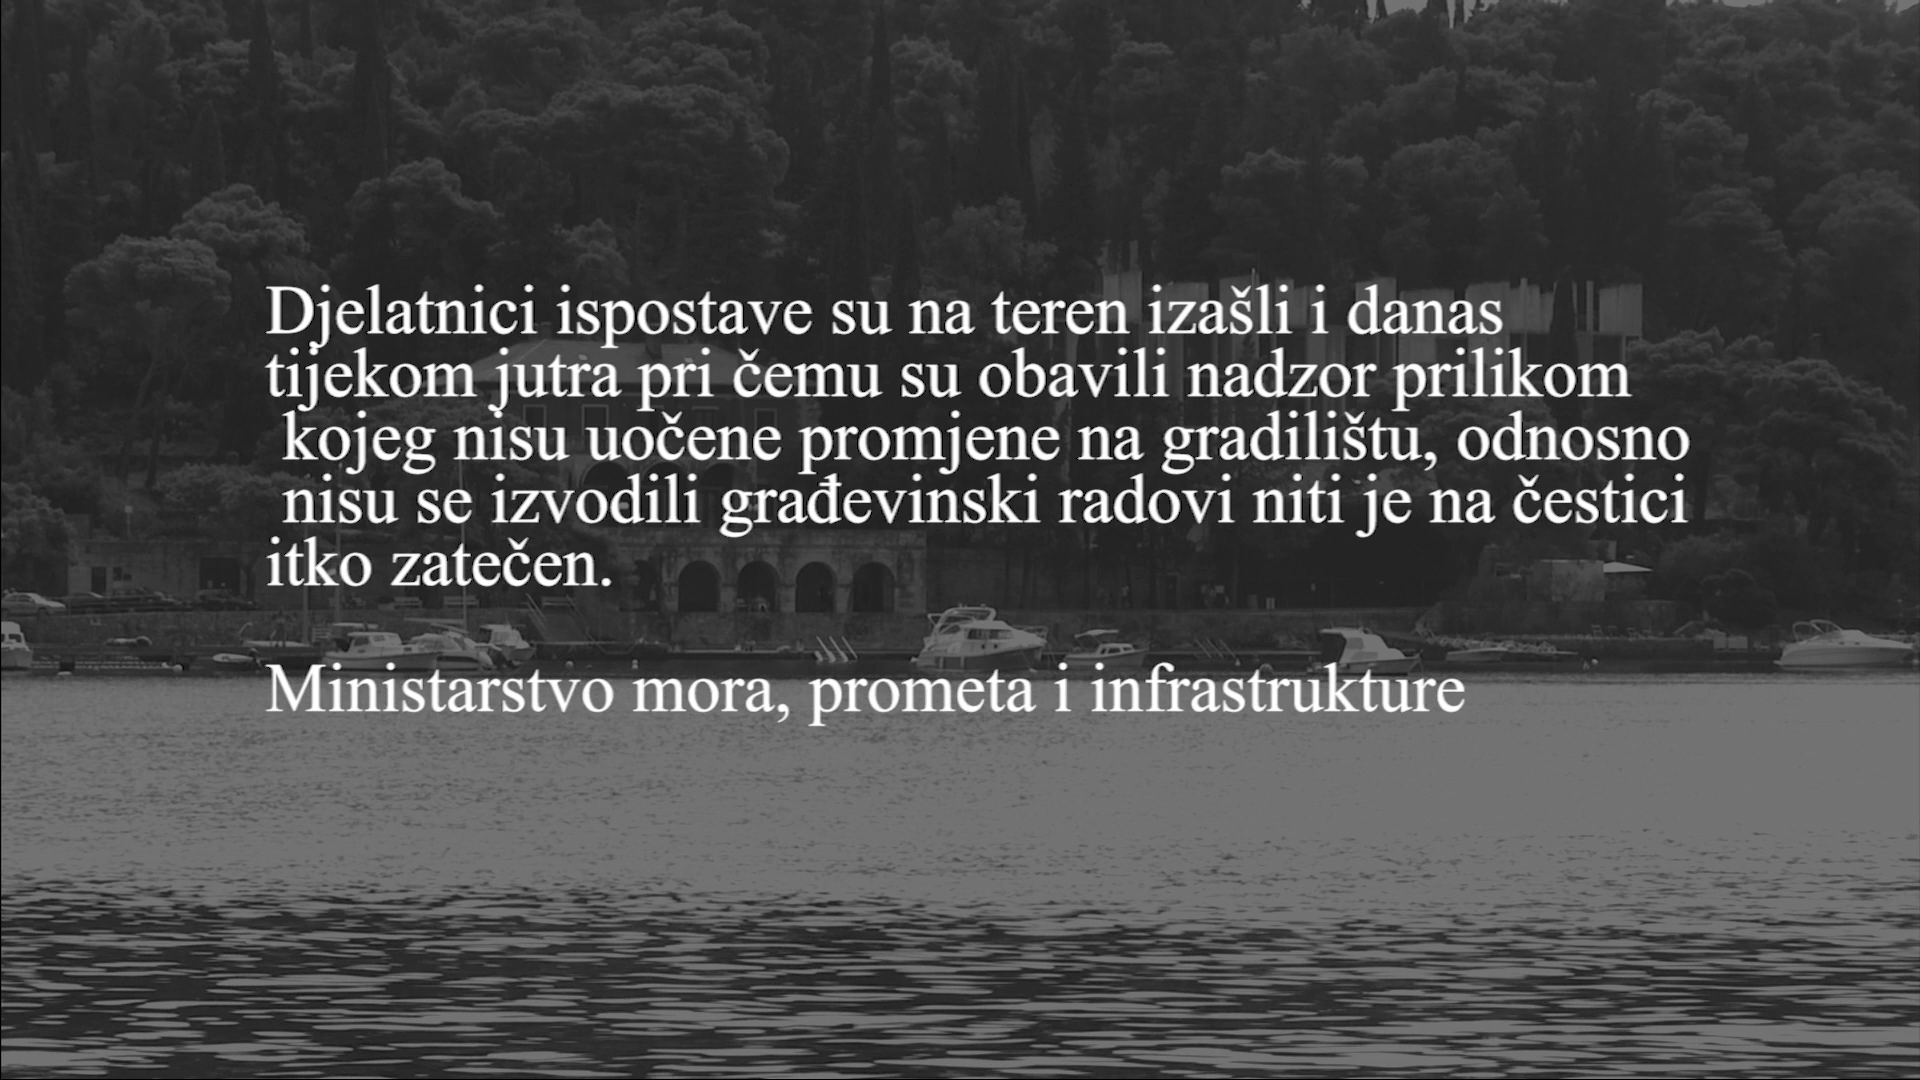 Djelatnici ispostave su na teren izašli i danas
tijekom jutra pri čemu su obavili nadzor prilikom
kojeg nisu uočene promjene na gradilištu, odnosno
nisu se izvodili građevinski radovi niti je na čestici
itko zatečen.
Ministarstvo mora, prometa i infrastrukture